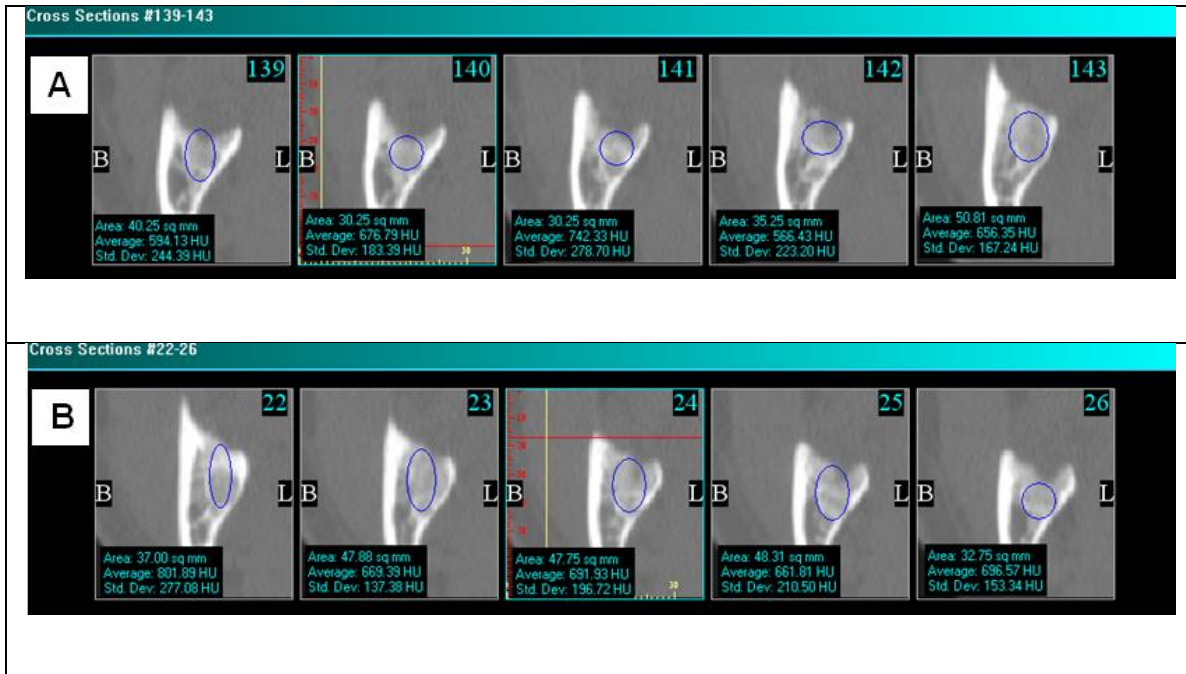 Cross Sections #139-143
A
139
140
141
142
143
B L
B L
B L
B L
B L
Area: 40.25 sq mm
Average: 594.13 HU
Std. Dev: 244.39 HU
Area: 30.25 sq mm
Average: 676.79 HU
Std. Dev: 183.39 HU
30
Area: 30.25 sq mm
Average: 742.33 HU
Std. Dev: 278.70 HU
Area: 35.25 sq mm
Average: 566.43 HU
Std. Dev: 223.20 HU
Area: 50.81 sq mm
Average: 656.35 HU
Std. Dev: 167.24 HU
Cross Sections #22-26
B
22
23
24
25
26
B L
B L
B L
B L
B L
Area: 37.00 sq mm
Average: 801.89 HU
Std. Dev: 277.08 HU
Area: 47.88 sq mm
Average: 669.39 HU
Std. Dev: 137.38 HU
Area: 47.75 sq mm
Average: 691.93 HU
Std. Dev: 196.72 HU
30
Area: 48.31 sq mm
Average: 661.81 HU
Std. Dev: 210.50 HU
Area: 32.75 sq mm
Average: 696.57 HU
Std. Dev: 153.34 HU